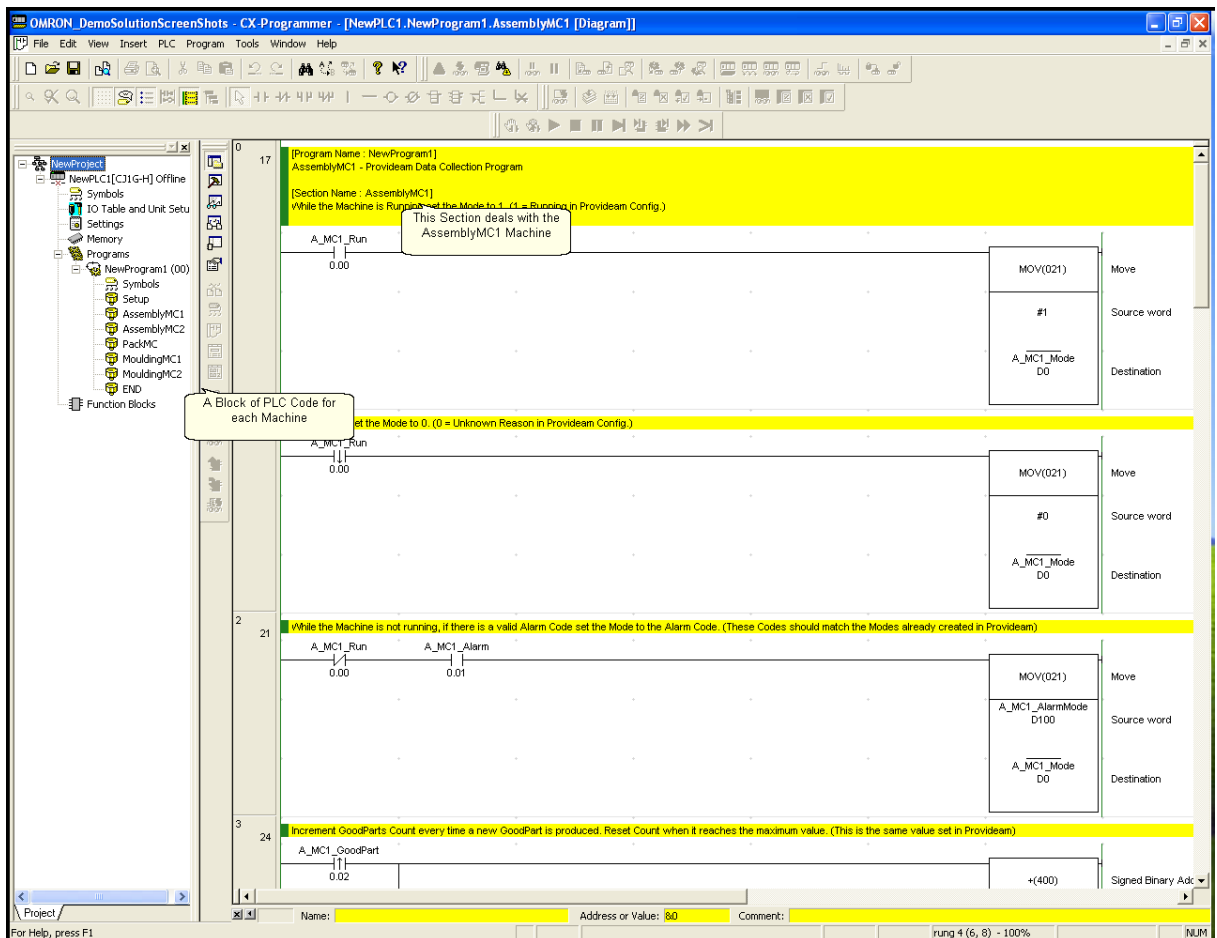 OMRON_DemoSolutionScreenShots - CX-Programmer - [NewPLC1.NewProgram1.AssemblyMC1 [Diagram]]
File Edit View Insert PLC Program Tools Window Help
NewProject
NewPLC1[CJ1G-H] Offline
Symbols
IO Table and Unit Setu
Settings
Memory
Programs
NewProgram1 (00)
Symbols
Setup
AssemblyMC1
AssemblyMC2
PackMC
MouldingMC1
MouldingMC2
END
Function Blocks
A Block of PLC Code for
each Machine
Project
0
17
[Program Name : NewProgram1]
AssemblyMC1 - Provideam Data Collection Program
[Section Name : AssemblyMC1]
While the Machine is Running set the Mode to 1. (1 = Running in Provideam Config.)
This Section deals with the
AssemblyMC1 Machine
A_MC1_Run
0.00
MOV(021)
Move
#1
Source word
A_MC1_Mode
D0
Destination
et the Mode to 0. (0 = Unknown Reason in Provideam Config.)
A_MC1_Run
0.00
MOV(021)
Move
#0
Source word
A_MC1_Mode
D0
Destination
2
21
While the Machine is not running, if there is a valid Alarm Code set the Mode to the Alarm Code. (These Codes should match the Modes already created in Provideam)
A_MC1_Run A_MC1_Alarm
0.00 0.01
MOV(021)
Move
A_MC1_AlarmMode
D100
Source word
A_MC1_Mode
D0
Destination
3
24
Increment GoodParts Count every time a new GoodPart is produced. Reset Count when it reaches the maximum value. (This is the same value set in Provideam)
A_MC1_GoodPart
0.02
+(400)
Signed Binary Adc
Name: Address or Value: &0 Comment:
For Help, press F1
rung 4 (6, 8) - 100%
NUM